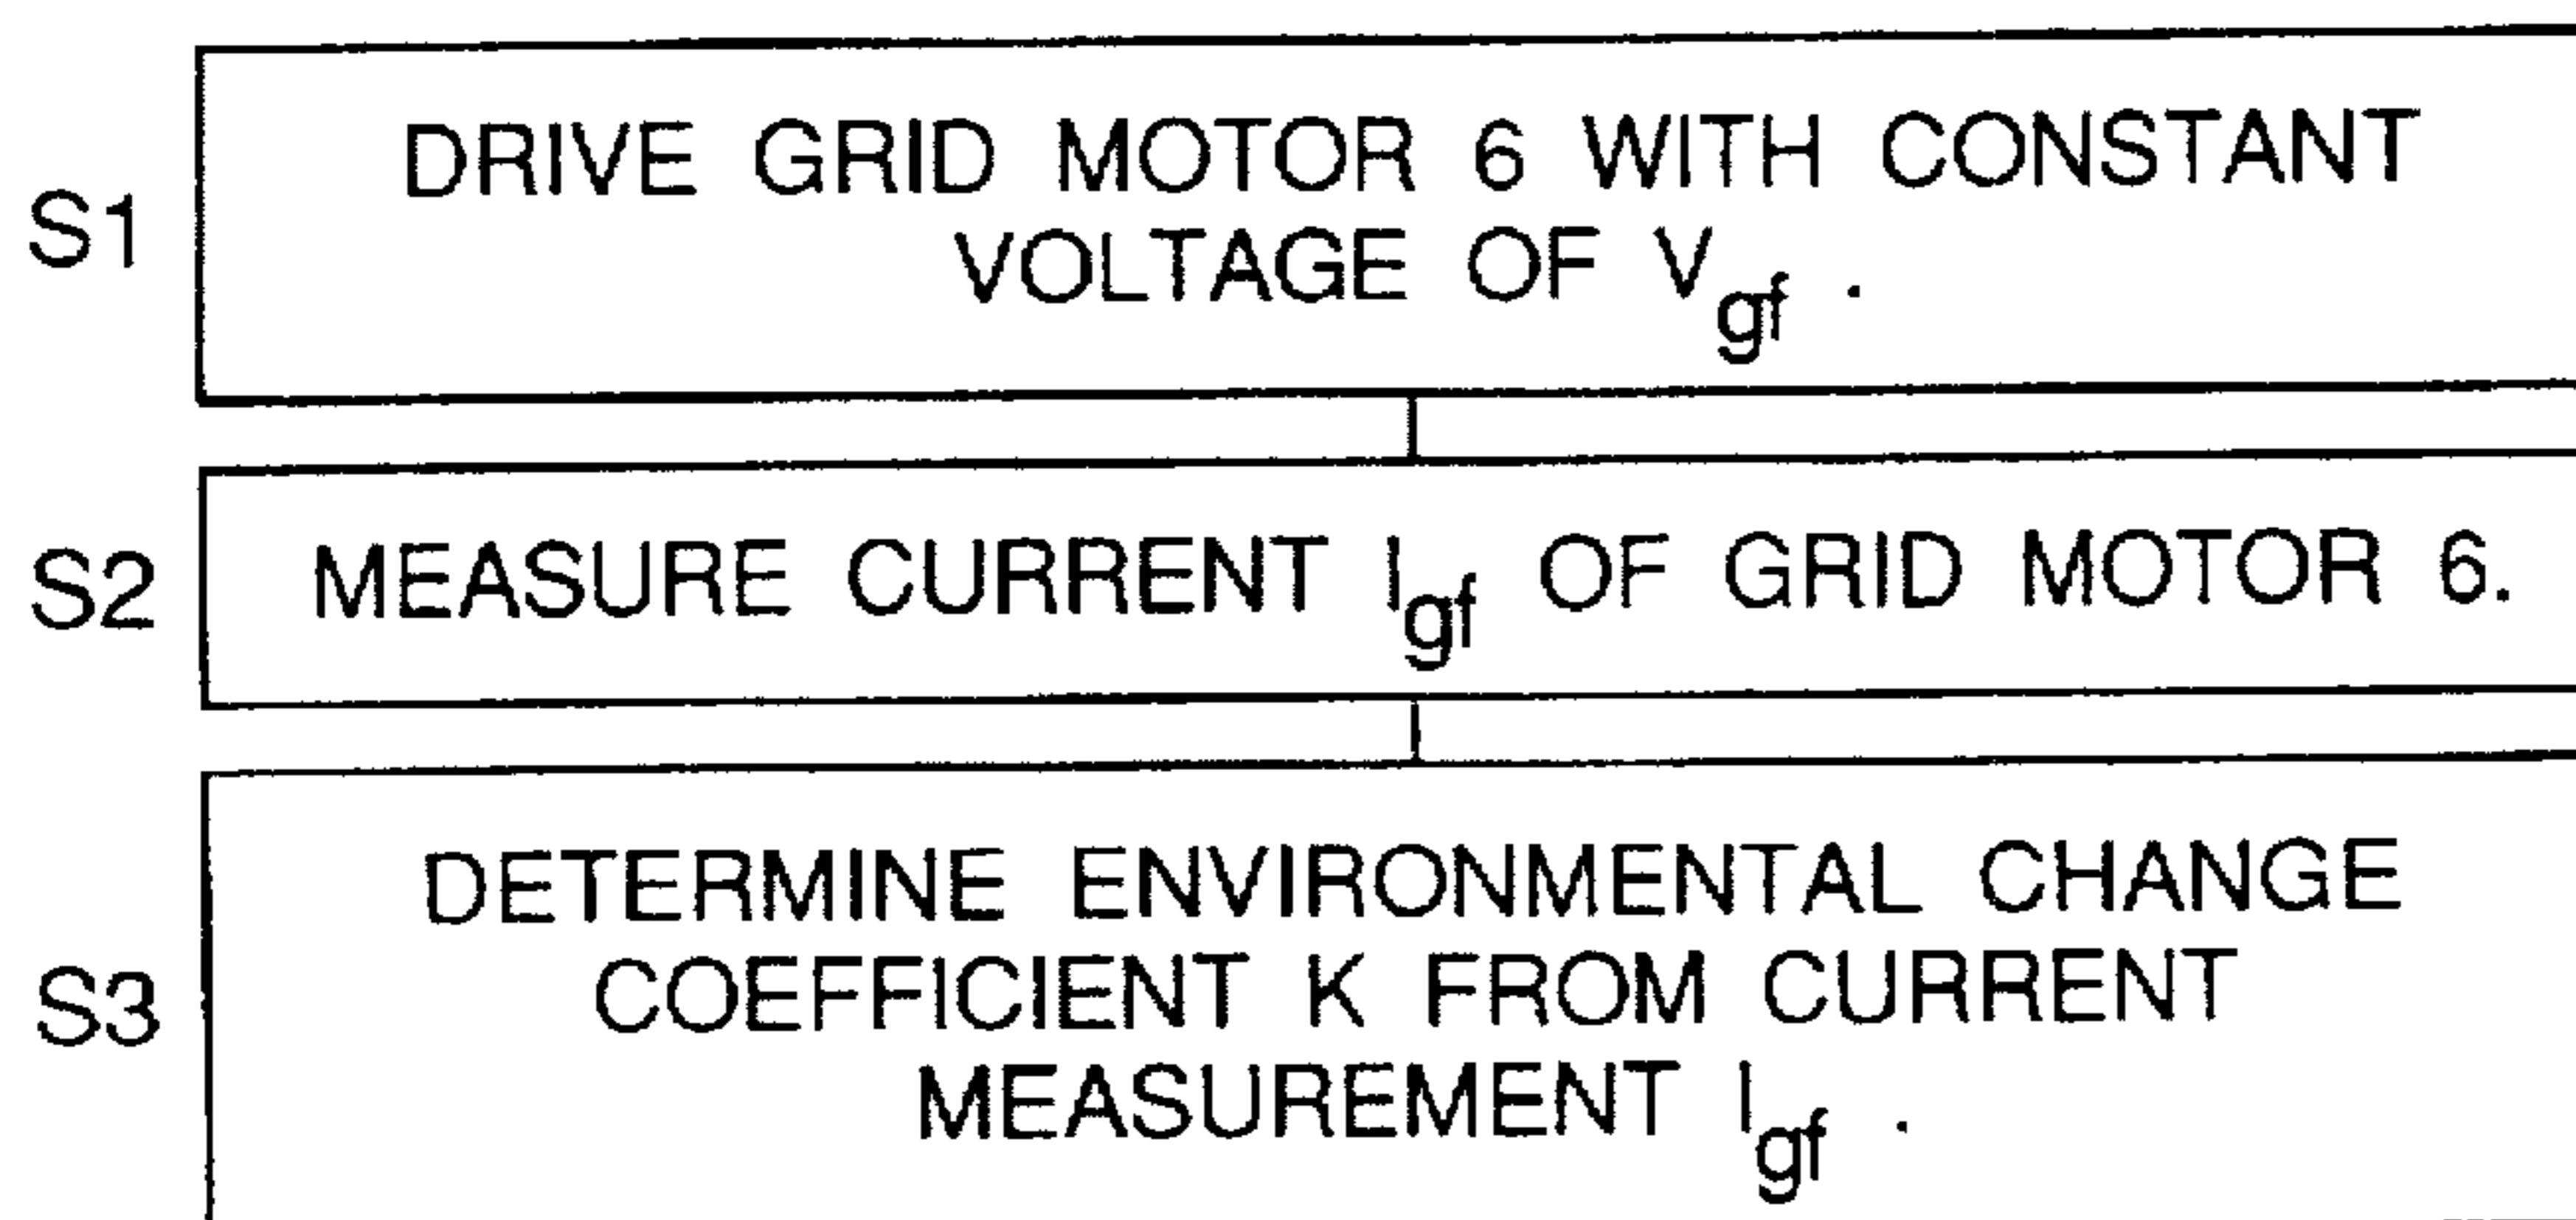 S1
DRIVE GRID MOTOR 6 WITH CONSTANT
VOLTAGE OF Vgf .
S2
MEASURE CURRENT Igf OF GRID MOTOR 6.
S3
DETERMINE ENVIRONMENTAL CHANGE
COEFFICIENT K FROM CURRENT
MEASUREMENT Igf .